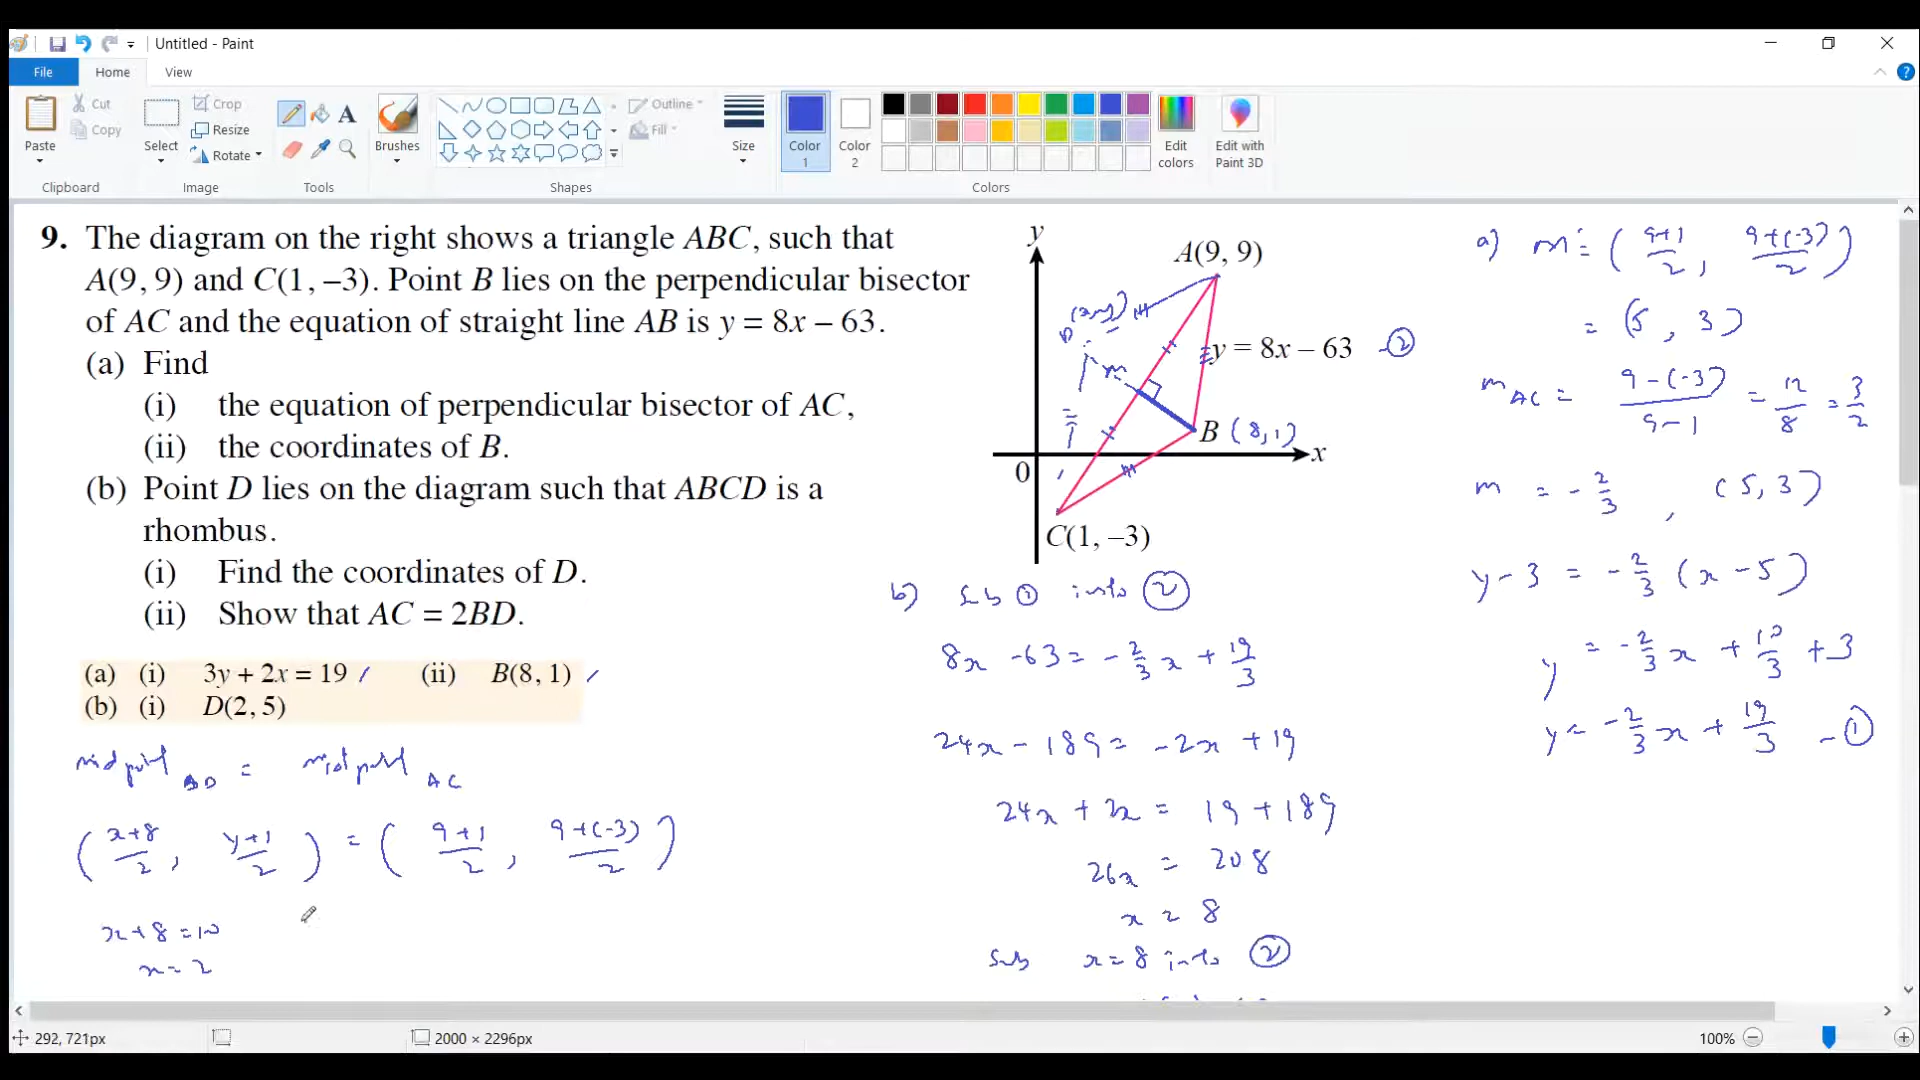 Untitled - Paint
File Home View
Paste
Cut
Copy
Clipboard
Select
Crop
Resize
Rotate
Image
A
Tools
Brushes
Outline
Fill
Shapes
Size
Color 1
Color 2
Edit colors
Edit with Paint 3D
Colors
9. The diagram on the right shows a triangle ABC, such that
A(9, 9) and C(1, –3). Point B lies on the perpendicular bisector
of AC and the equation of straight line AB is y = 8x – 63.
(a) Find
(i) the equation of perpendicular bisector of AC,
(ii) the coordinates of B.
(b) Point D lies on the diagram such that ABCD is a
rhombus.
(i) Find the coordinates of D.
(ii) Show that AC = 2BD.
(a) (i) 3y + 2x = 19 (ii) B(8, 1)
(b) (i) D(2, 5)
midpoint BD = midpoint AC
(x+8/2, y+1/2) = (9+1/2, 9+(-3)/2)
x+8=10
x=2
y
A(9, 9)
(x,y)
D
m
y = 8x – 63 -②
B (8,1)
x
0
C(1, –3)
b) sub ① into ②
8x -63 = -2/3 x + 19/3
24x - 189 = -2x + 19
24x + 2x = 19 + 189
26x = 208
x = 8
Sub x=8 into ②
a) m = (9+1/2, 9+(-3)/2)
= (5, 3)
m AC = 9-(-3)/9-1 = 12/8 = 3/2
m = -2/3, (5,3)
y-3 = -2/3 (x-5)
y = -2/3 x + 10/3 + 3
y = -2/3 x + 19/3 -①
292, 721px
2000 × 2296px
100%